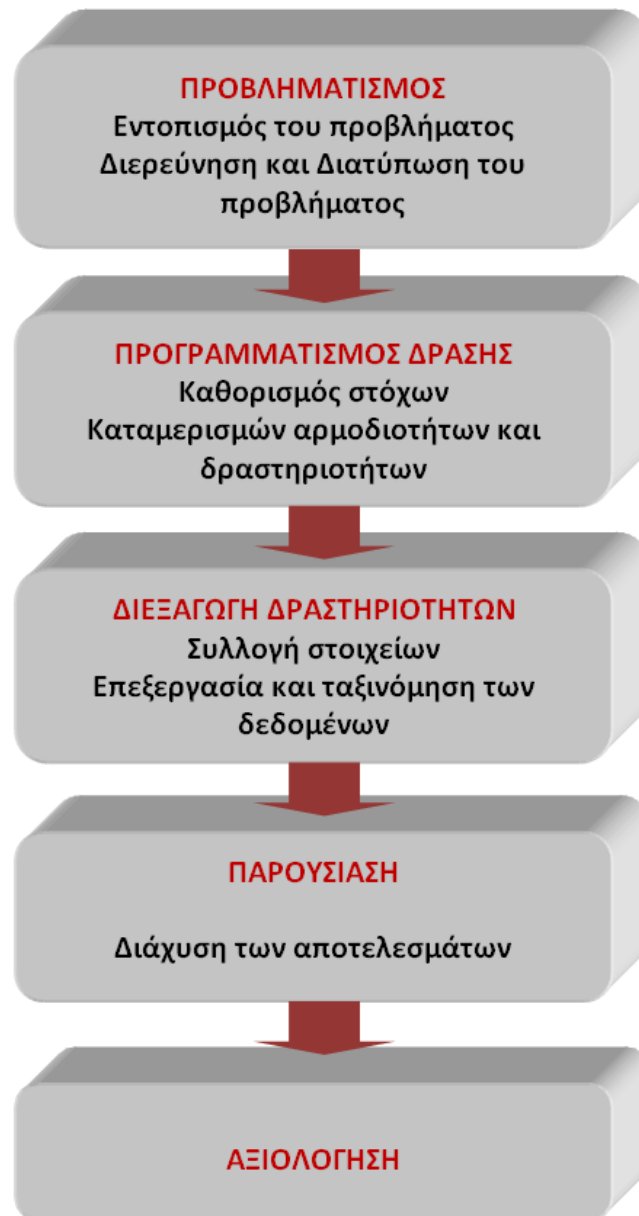 ΠΡΟΒΛΗΜΑΤΙΣΜΟΣ
Εντοπισμός του προβλήματος
Διερεύνηση και Διατύπωση του
προβλήματος
ΠΡΟΓΡΑΜΜΑΤΙΣΜΟΣ ΔΡΑΣΗΣ
Καθορισμός στόχων
Καταμερισμών αρμοδιοτήτων και
δραστηριοτήτων
ΔΙΕΞΑΓΩΓΗ ΔΡΑΣΤΗΡΙΟΤΗΤΩΝ
Συλλογή στοιχείων
Επεξεργασία και ταξινόμηση των
δεδομένων
ΠΑΡΟΥΣΙΑΣΗ
Διάχυση των αποτελεσμάτων
ΑΞΙΟΛΟΓΗΣΗ